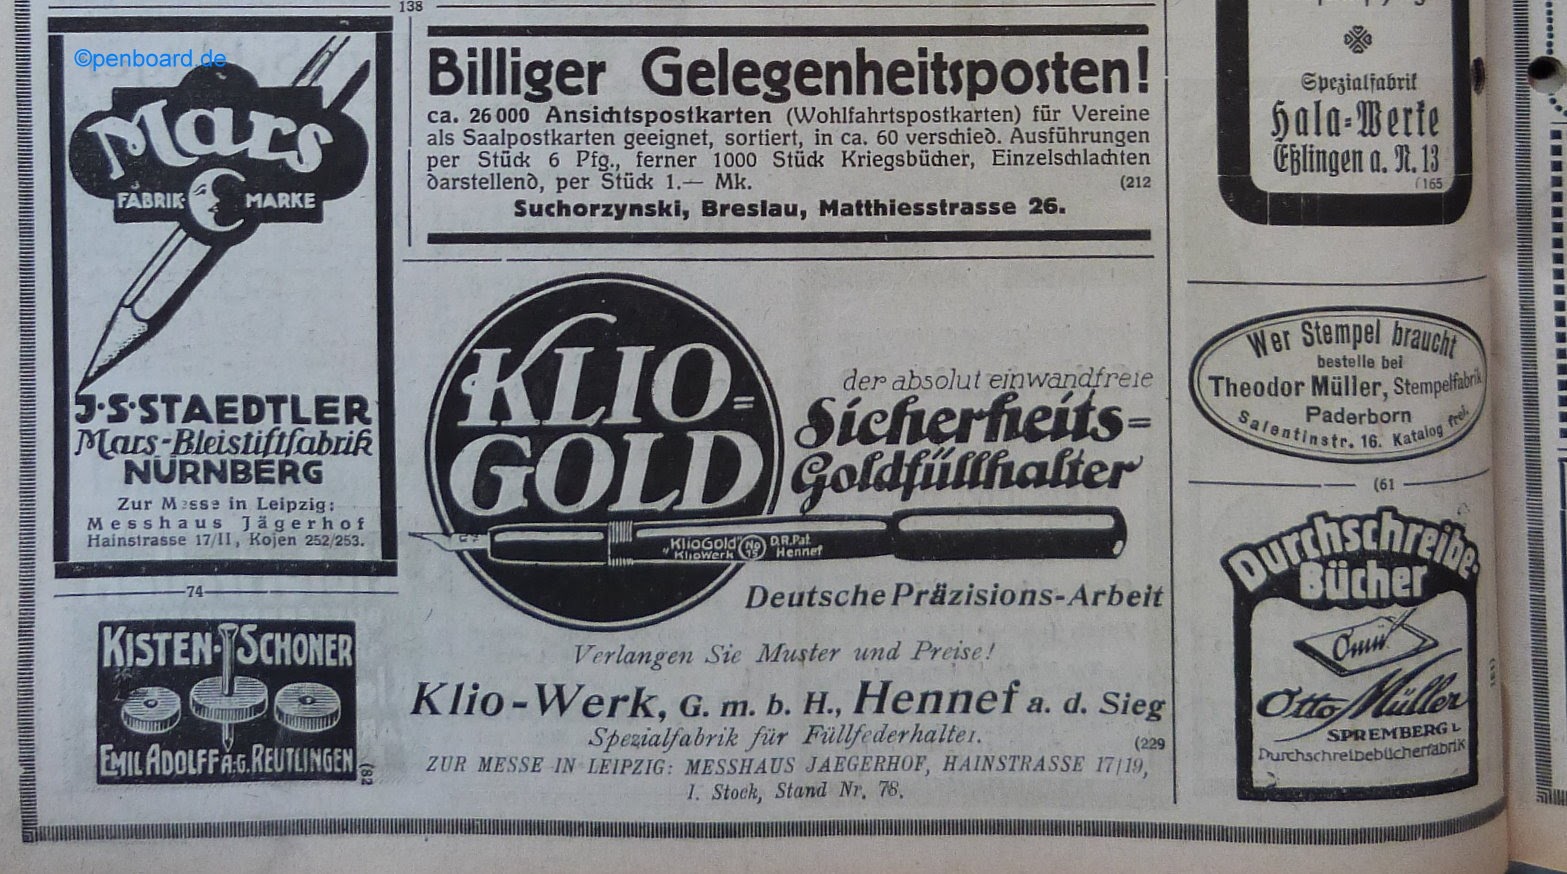 138
©penboard.de
Mars
FABRIK MARKE
J·S·STAEDTLER
Mars-Bleistiftfabrik
NÜRNBERG
Zur Messe in Leipzig:
Messhaus Jägerhof
Hainstrasse 17/II, Kojen 252/253.
74
KISTEN-SCHONER
EMIL ADOLFF A.-G. REUTLINGEN
(82
Billiger Gelegenheitsposten!
ca. 26000 Ansichtspostkarten (Wohlfahrtspostkarten) für Vereine
als Saalpostkarten geeignet, sortiert, in ca. 60 verschied. Ausführungen
per Stück 6 Pfg., ferner 1000 Stück Kriegsbücher, Einzelschlachten
darstellend, per Stück 1.— Mk.
(212
Suchorzynski, Breslau, Matthiesstrasse 26.
KLIO=
GOLD
der absolut einwandfreie
Sicherheits=
Goldfüllhalter
"KlioGold" No 15 D.R.Pat.
KlioWerk Hennef
Deutsche Präzisions-Arbeit
Verlangen Sie Muster und Preise!
Klio-Werk, G. m. b. H., Hennef a. d. Sieg
Spezialfabrik für Füllfederhalter.
(229
ZUR MESSE IN LEIPZIG: MESSHAUS JAEGERHOF, HAINSTRASSE 17/19,
1. Stock, Stand Nr. 78.
Spezialfabrik
Hala=Werke
Eßlingen a. N. 13
(165
Wer Stempel braucht
bestelle bei
Theodor Müller, Stempelfabrik
Paderborn
Salentinstr. 16. Katalog frei.
(61
Durchschreibe-
Bücher
Omü
Otto Müller
SPREMBERG L
Durchschreibebücherfabrik